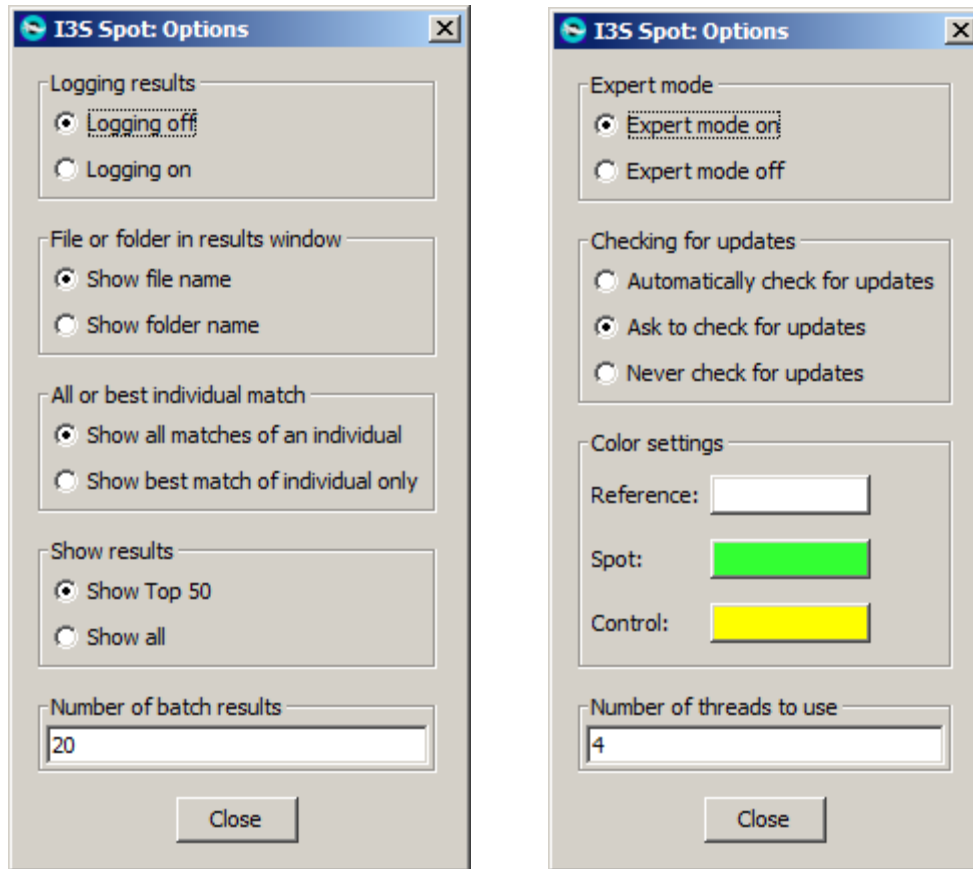 I3S Spot: Options
Logging results
Logging off
Logging on
File or folder in results window
Show file name
Show folder name
All or best individual match
Show all matches of an individual
Show best match of individual only
Show results
Show Top 50
Show all
Number of batch results
20
Close
I3S Spot: Options
Expert mode
Expert mode on
Expert mode off
Checking for updates
Automatically check for updates
Ask to check for updates
Never check for updates
Color settings
Reference:
Spot:
Control:
Number of threads to use
4
Close